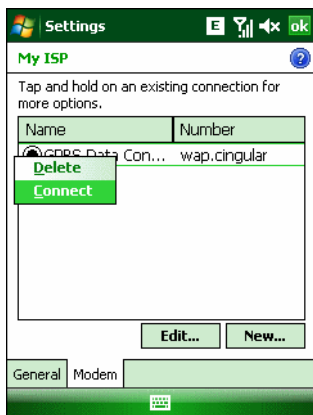 Settings
E
ok
My ISP
?
Tap and hold on an existing connection for
more options.
Name Number
GPRS Data Con... wap.cingular
Delete
Connect
Edit... New...
General Modem